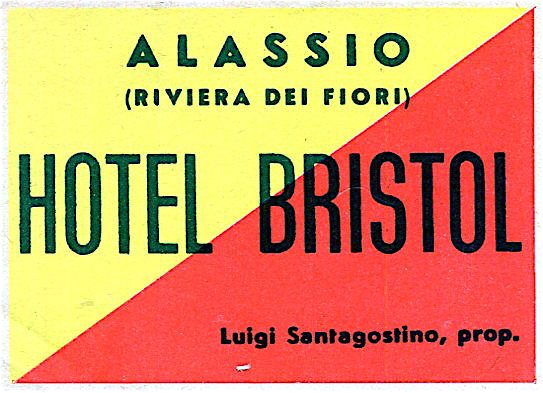 ALASSIO
(RIVIERA DEI FIORI)
HOTEL BRISTOL
Luigi Santagostino, prop.